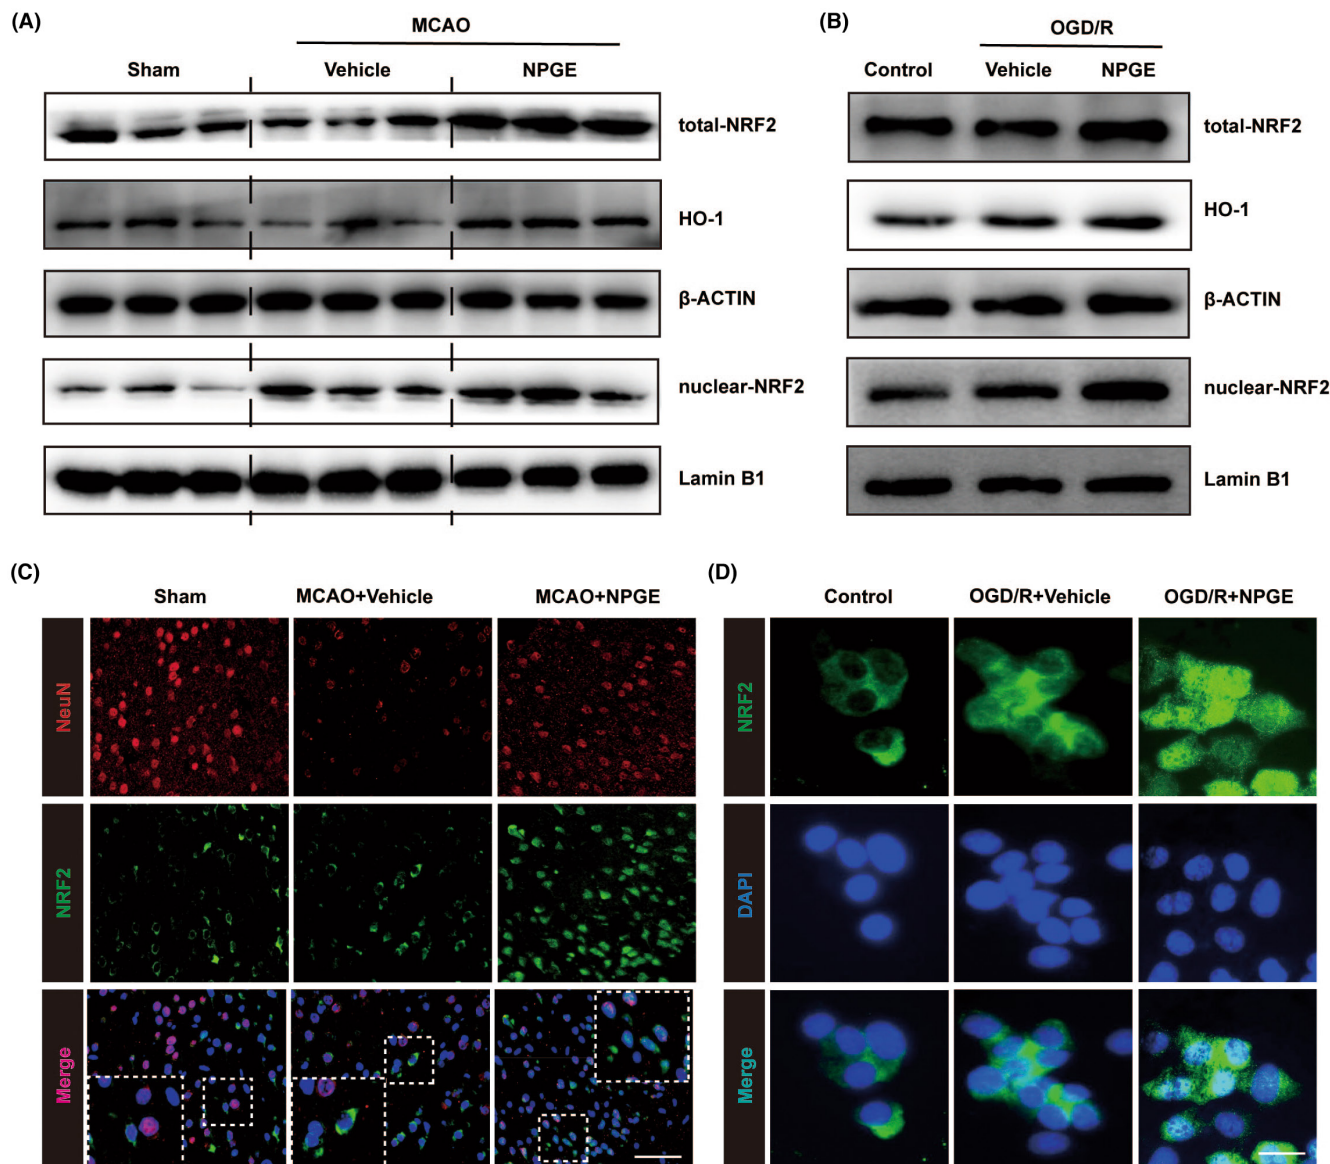 (A)
MCAO
Sham Vehicle NPGE
total-NRF2
HO-1
β-ACTIN
nuclear-NRF2
Lamin B1
(B)
OGD/R
Control Vehicle NPGE
total-NRF2
HO-1
β-ACTIN
nuclear-NRF2
Lamin B1
(C)
Sham MCAO+Vehicle MCAO+NPGE
NeuN
NRF2
Merge
(D)
Control OGD/R+Vehicle OGD/R+NPGE
NRF2
DAPI
Merge